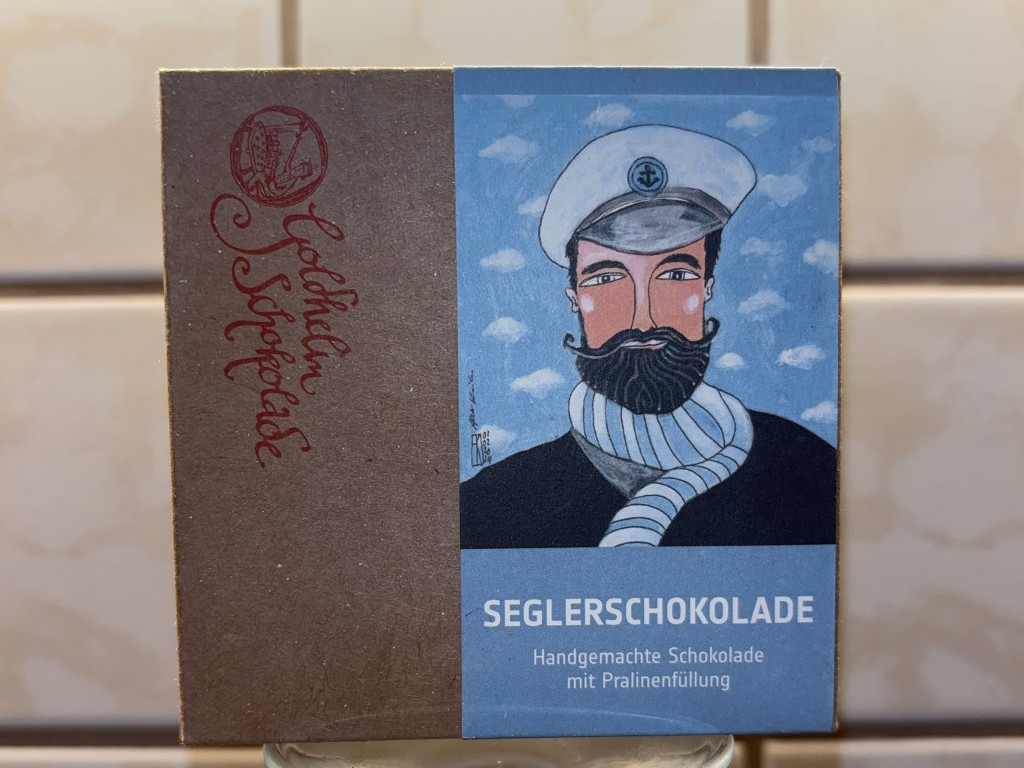 Goldhelm
Schokolade
SEGLERSCHOKOLADE
Handgemachte Schokolade
mit Pralinenfüllung